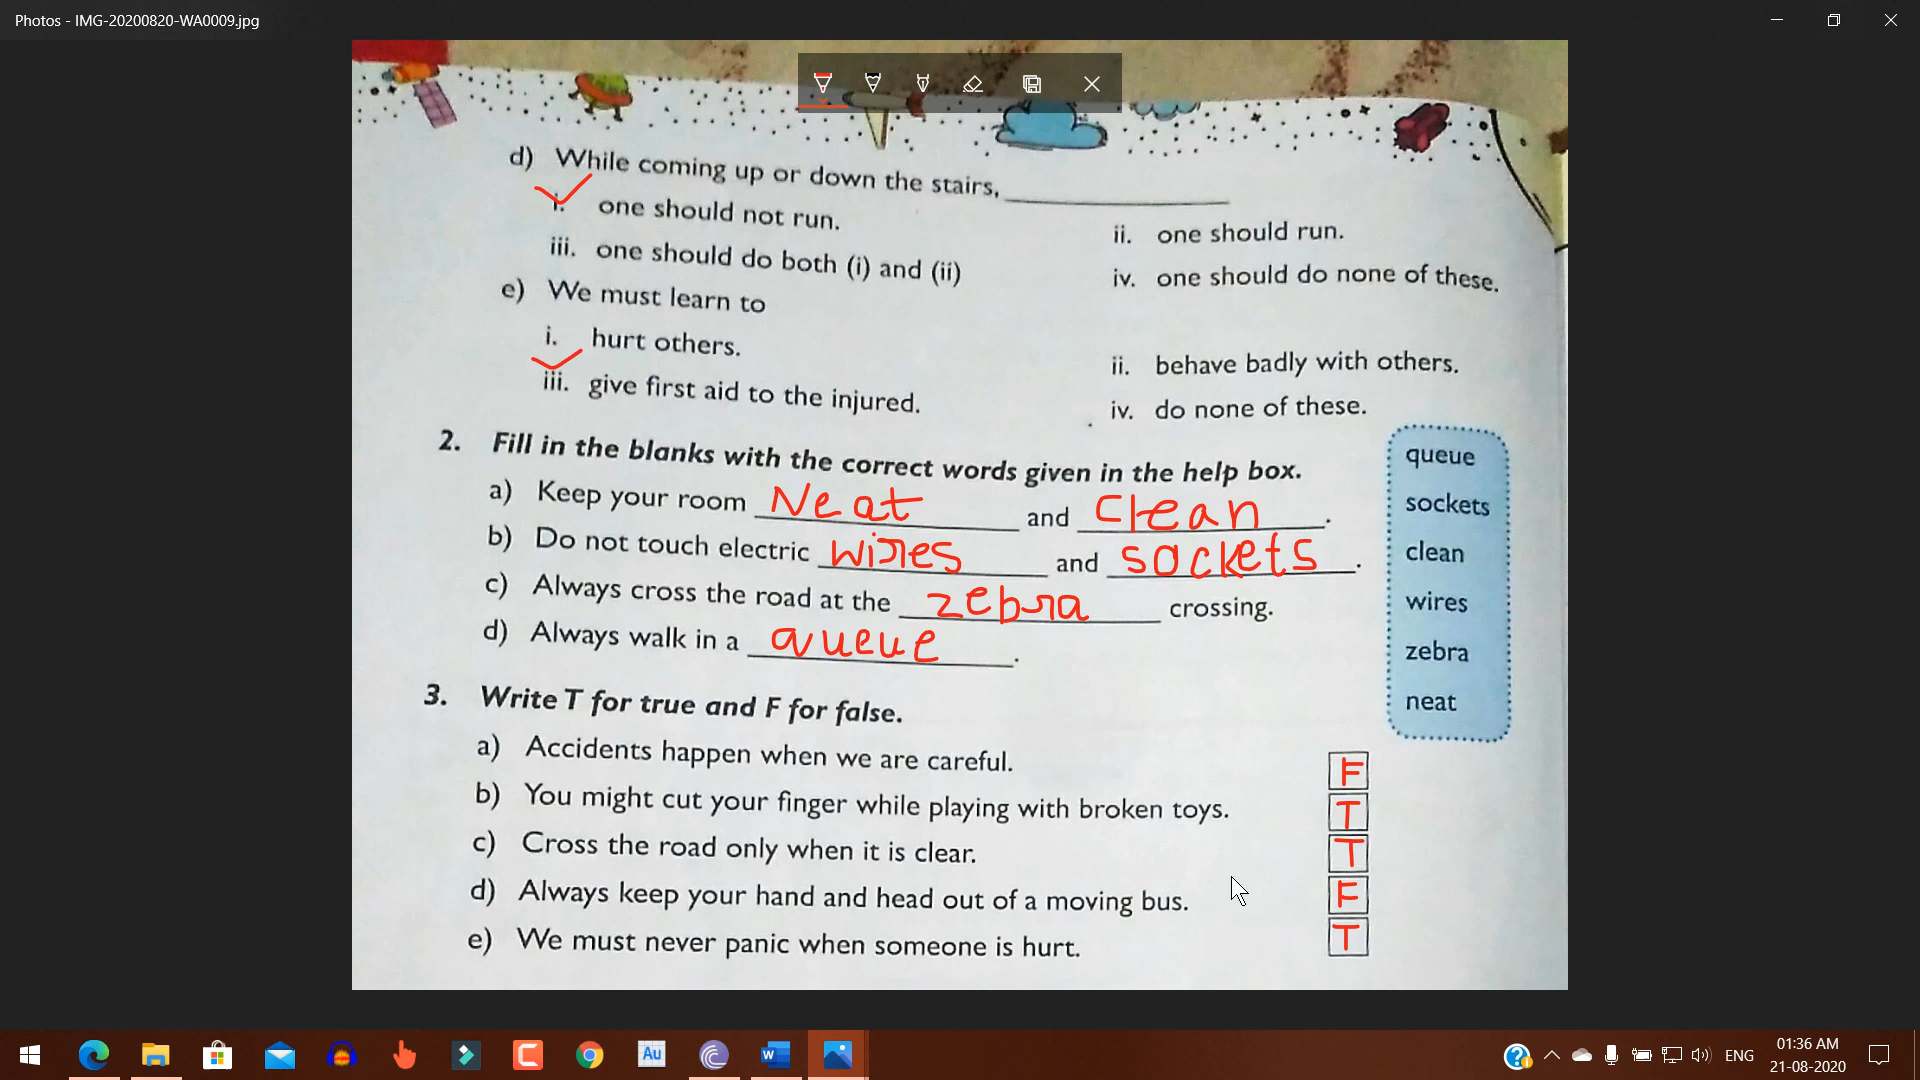 Photos - IMG-20200820-WA0009.jpg
d) While coming up or down the stairs,
i. one should not run.
ii. one should run.
iii. one should do both (i) and (ii)
iv. one should do none of these.
e) We must learn to
i. hurt others.
ii. behave badly with others.
iii. give first aid to the injured.
iv. do none of these.
2. Fill in the blanks with the correct words given in the help box.
a) Keep your room Neat and clean.
b) Do not touch electric wires and sockets.
c) Always cross the road at the zebra crossing.
d) Always walk in a queue.
queue
sockets
clean
wires
zebra
neat
3. Write T for true and F for false.
a) Accidents happen when we are careful. F
b) You might cut your finger while playing with broken toys. T
c) Cross the road only when it is clear. T
d) Always keep your hand and head out of a moving bus. F
e) We must never panic when someone is hurt. T
Au
W
ENG
01:36 AM
21-08-2020